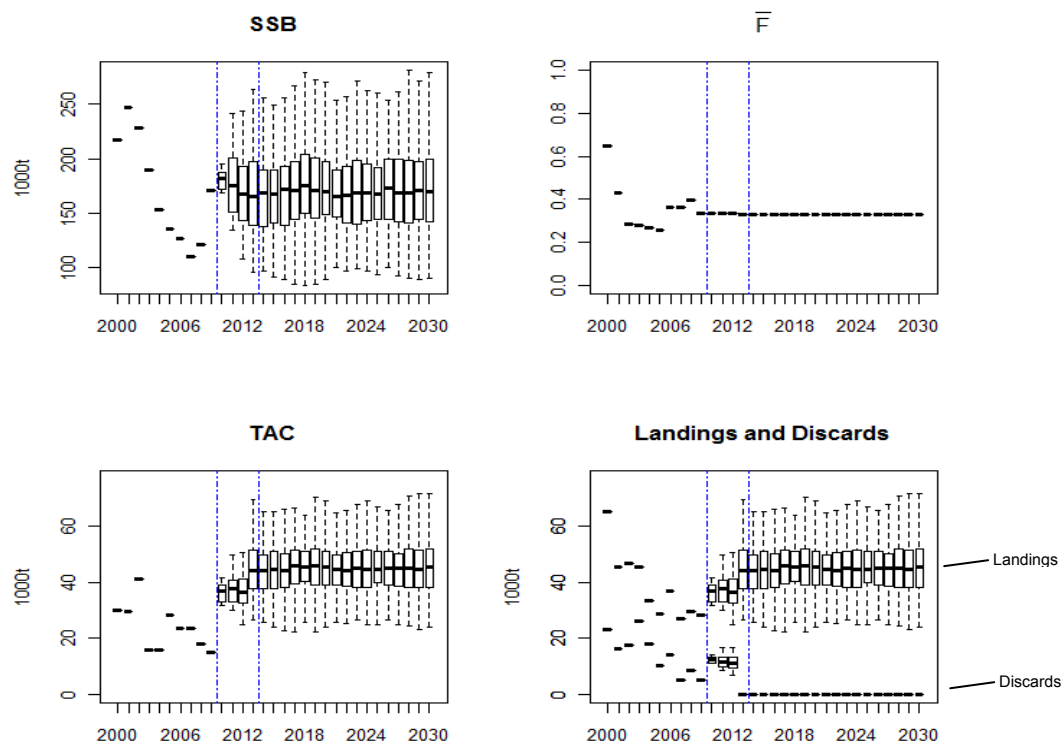 SSB
1000t
100 150 200 250
2000 2006 2012 2018 2024 2030
F̅
0.0 0.2 0.4 0.6 0.8 1.0
2000 2006 2012 2018 2024 2030
TAC
1000t
0 20 40 60
2000 2006 2012 2018 2024 2030
Landings and Discards
1000t
0 20 40 60
2000 2006 2012 2018 2024 2030
Landings
Discards